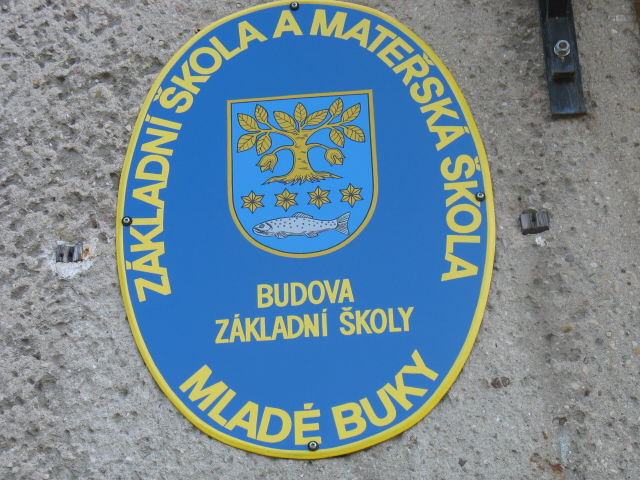 ZÁKLADNÍ ŠKOLA A MATEŘSKÁ ŠKOLA
BUDOVA
ZÁKLADNÍ ŠKOLY
MLADÉ BUKY